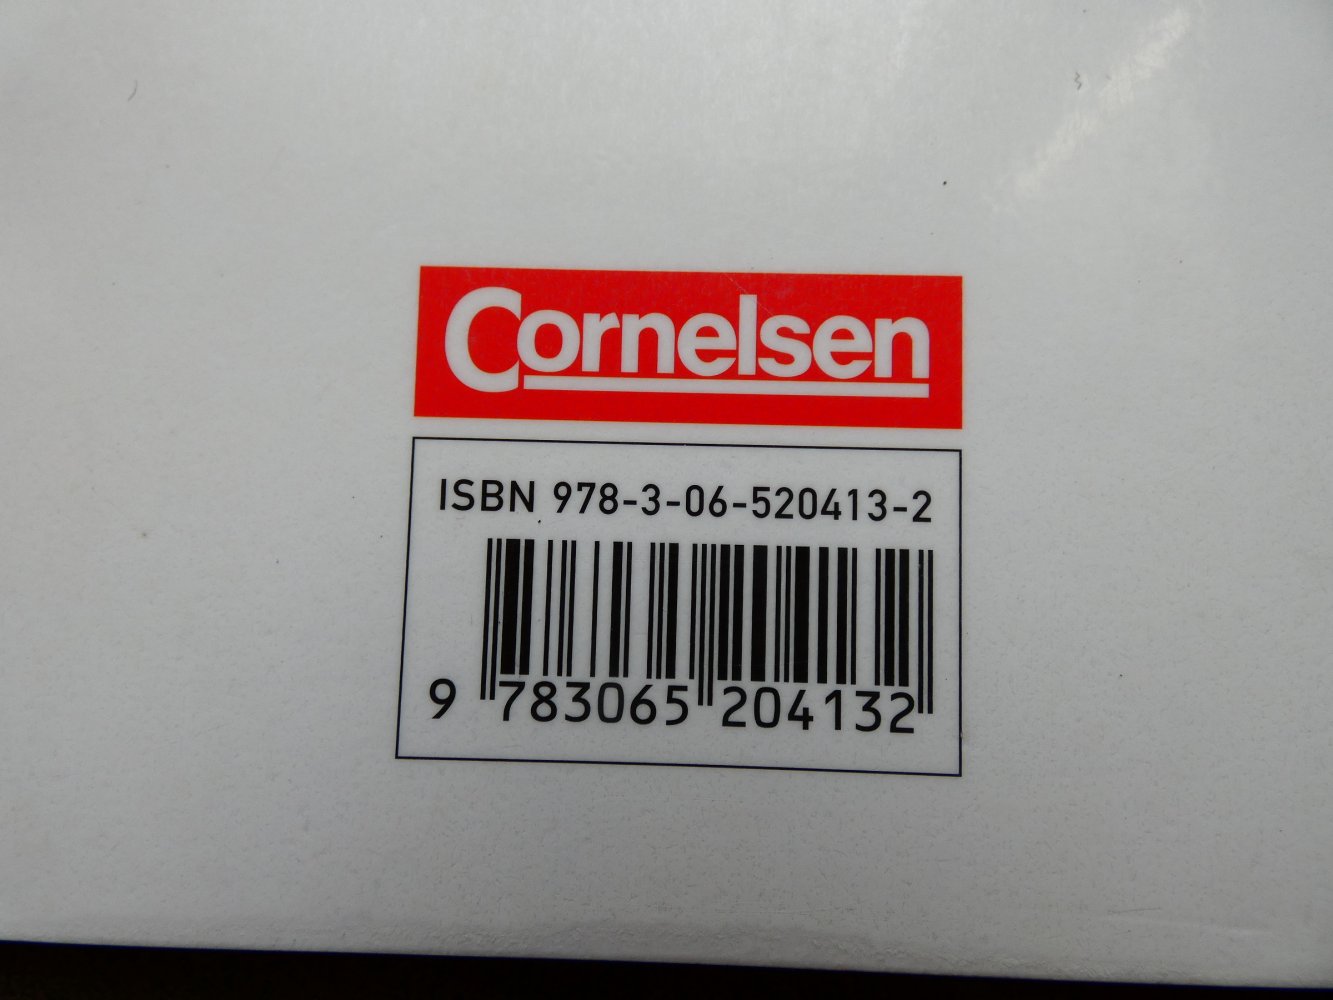 Cornelsen
ISBN 978-3-06-520413-2
9 783065 204132